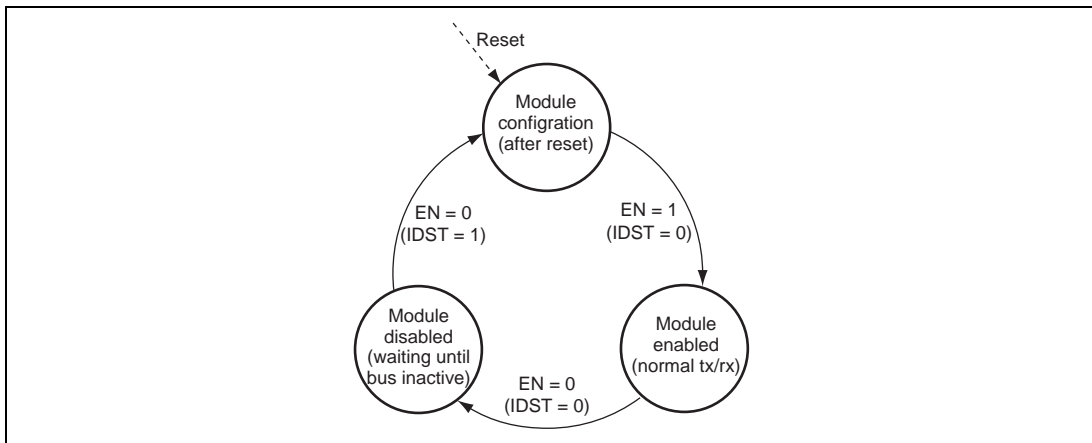 Reset
Module
configration
(after reset)
EN = 0
(IDST = 1)
EN = 1
(IDST = 0)
Module
disabled
(waiting until
bus inactive)
Module
enabled
(normal tx/rx)
EN = 0
(IDST = 0)